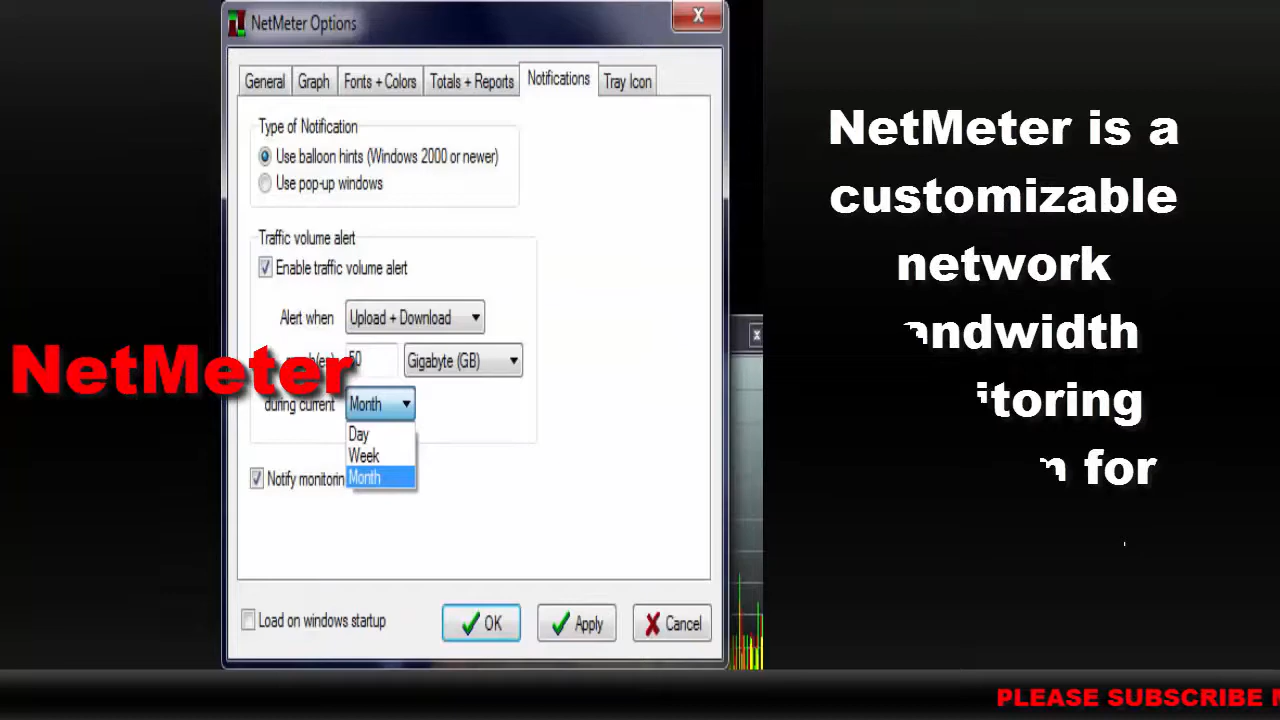 NetMeter Options
General
Graph
Fonts + Colors
Totals + Reports
Notifications
Tray Icon
Type of Notification
Use balloon hints (Windows 2000 or newer)
Use pop-up windows
Traffic volume alert
Enable traffic volume alert
Alert when
Upload + Download
50
Gigabyte (GB)
during current
Month
Day
Week
Month
Notify
Load on windows startup
OK
Apply
Cancel
NetMeter
NetMeter is a
customizable
network
for
PLEASE SUBSCRIBE